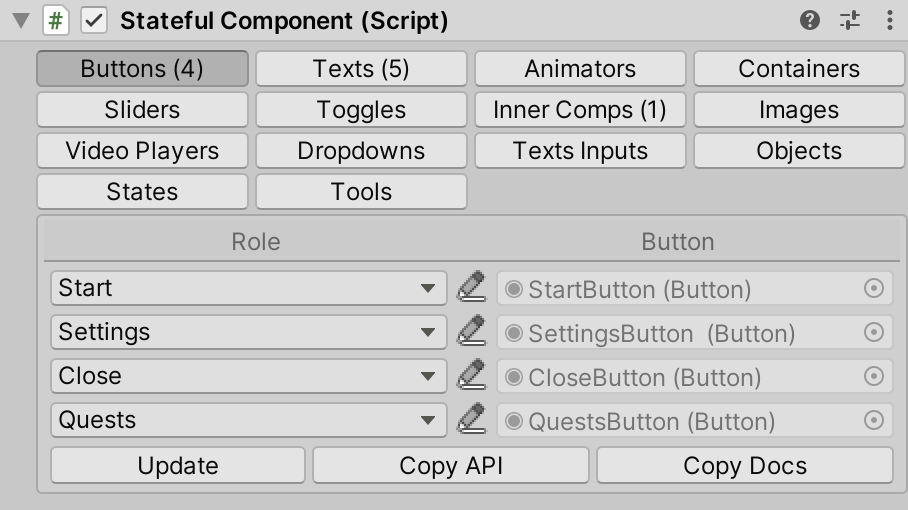 # Stateful Component (Script)
Buttons (4) Texts (5) Animators Containers
Sliders Toggles Inner Comps (1) Images
Video Players Dropdowns Texts Inputs Objects
States Tools
Role Button
Start StartButton (Button)
Settings SettingsButton (Button)
Close CloseButton (Button)
Quests QuestsButton (Button)
Update Copy API Copy Docs